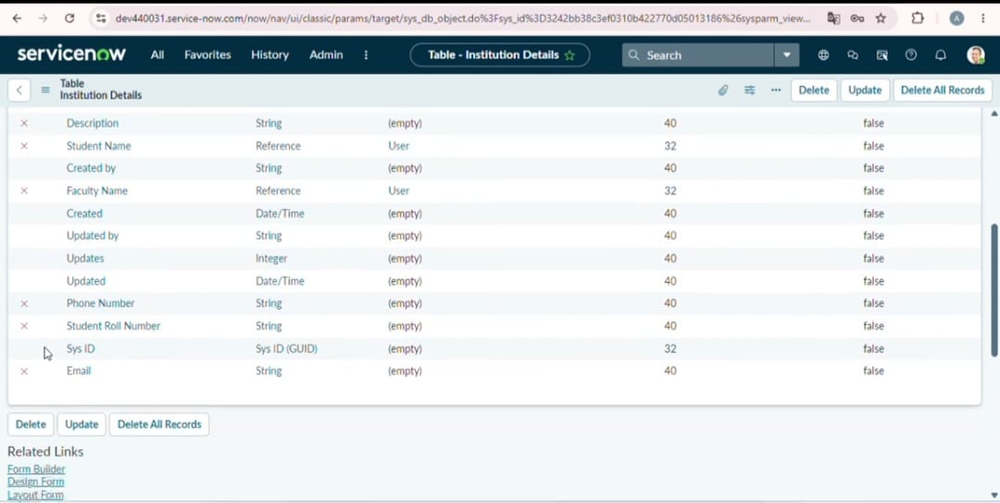 dev440031.service-now.com/now/nav/ui/classic/params/target/sys_db_object.do%3Fsys_id%3D3242bb38c3ef0310b422770d05013186%26sysparm_view...
A
servicenow All Favorites History Admin Table - Institution Details Search
Table
Institution Details
Delete Update Delete All Records
Description String (empty) 40 false
Student Name Reference User 32 false
Created by String (empty) 40 false
Faculty Name Reference User 32 false
Created Date/Time (empty) 40 false
Updated by String (empty) 40 false
Updates Integer (empty) 40 false
Updated Date/Time (empty) 40 false
Phone Number String (empty) 40 false
Student Roll Number String (empty) 40 false
Sys ID Sys ID (GUID) (empty) 32 false
Email String (empty) 40 false
Delete Update Delete All Records
Related Links
Form Builder
Design Form
Layout Form